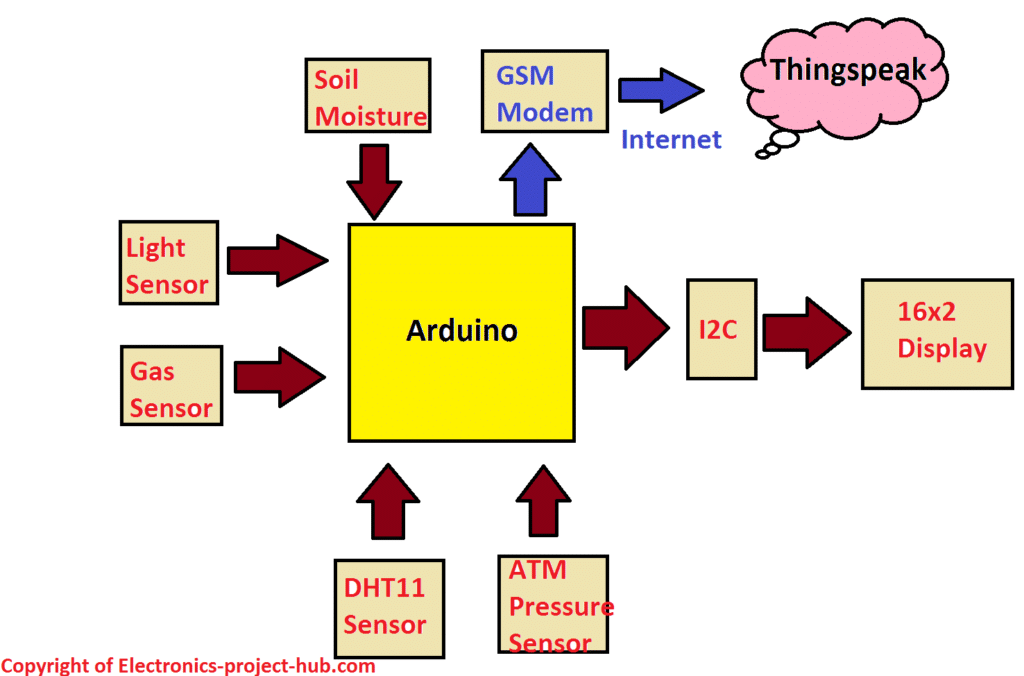 Soil
Moisture
GSM
Modem
Internet
Thingspeak
Light
Sensor
Gas
Sensor
Arduino
I2C
16x2
Display
DHT11
Sensor
ATM
Pressure
Sensor
Copyright of Electronics-project-hub.com